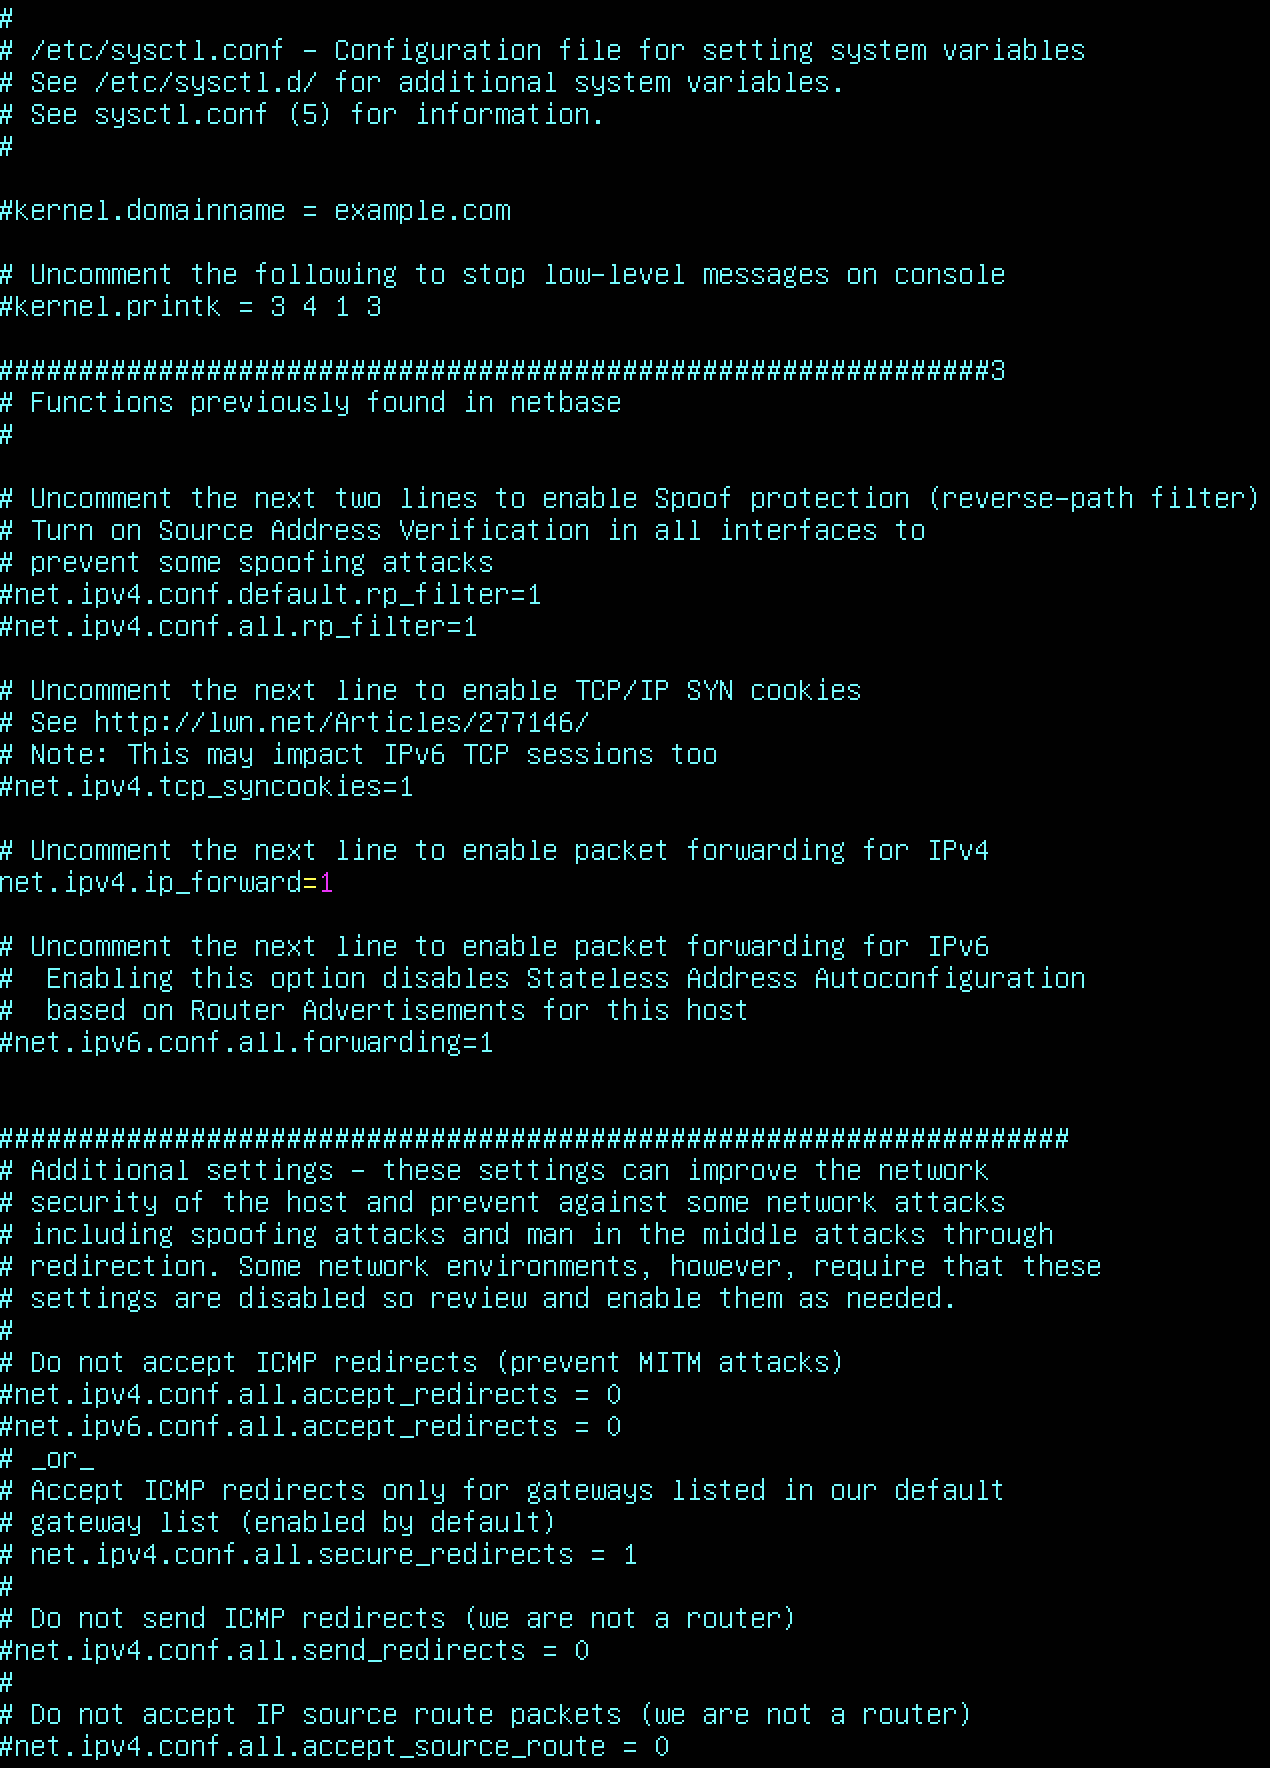 #
# /etc/sysctl.conf - Configuration file for setting system variables
# See /etc/sysctl.d/ for additional system variables.
# See sysctl.conf (5) for information.
#
#kernel.domainname = example.com
# Uncomment the following to stop low-level messages on console
#kernel.printk = 3 4 1 3
##############################################################3
# Functions previously found in netbase
#
# Uncomment the next two lines to enable Spoof protection (reverse-path filter)
# Turn on Source Address Verification in all interfaces to
# prevent some spoofing attacks
#net.ipv4.conf.default.rp_filter=1
#net.ipv4.conf.all.rp_filter=1
# Uncomment the next line to enable TCP/IP SYN cookies
# See http://lwn.net/Articles/277146/
# Note: This may impact IPv6 TCP sessions too
#net.ipv4.tcp_syncookies=1
# Uncomment the next line to enable packet forwarding for IPv4
net.ipv4.ip_forward=1
# Uncomment the next line to enable packet forwarding for IPv6
#  Enabling this option disables Stateless Address Autoconfiguration
#  based on Router Advertisements for this host
#net.ipv6.conf.all.forwarding=1
###################################################################
# Additional settings - these settings can improve the network
# security of the host and prevent against some network attacks
# including spoofing attacks and man in the middle attacks through
# redirection. Some network environments, however, require that these
# settings are disabled so review and enable them as needed.
#
# Do not accept ICMP redirects (prevent MITM attacks)
#net.ipv4.conf.all.accept_redirects = 0
#net.ipv6.conf.all.accept_redirects = 0
# _or_
# Accept ICMP redirects only for gateways listed in our default
# gateway list (enabled by default)
# net.ipv4.conf.all.secure_redirects = 1
#
# Do not send ICMP redirects (we are not a router)
#net.ipv4.conf.all.send_redirects = 0
#
# Do not accept IP source route packets (we are not a router)
#net.ipv4.conf.all.accept_source_route = 0